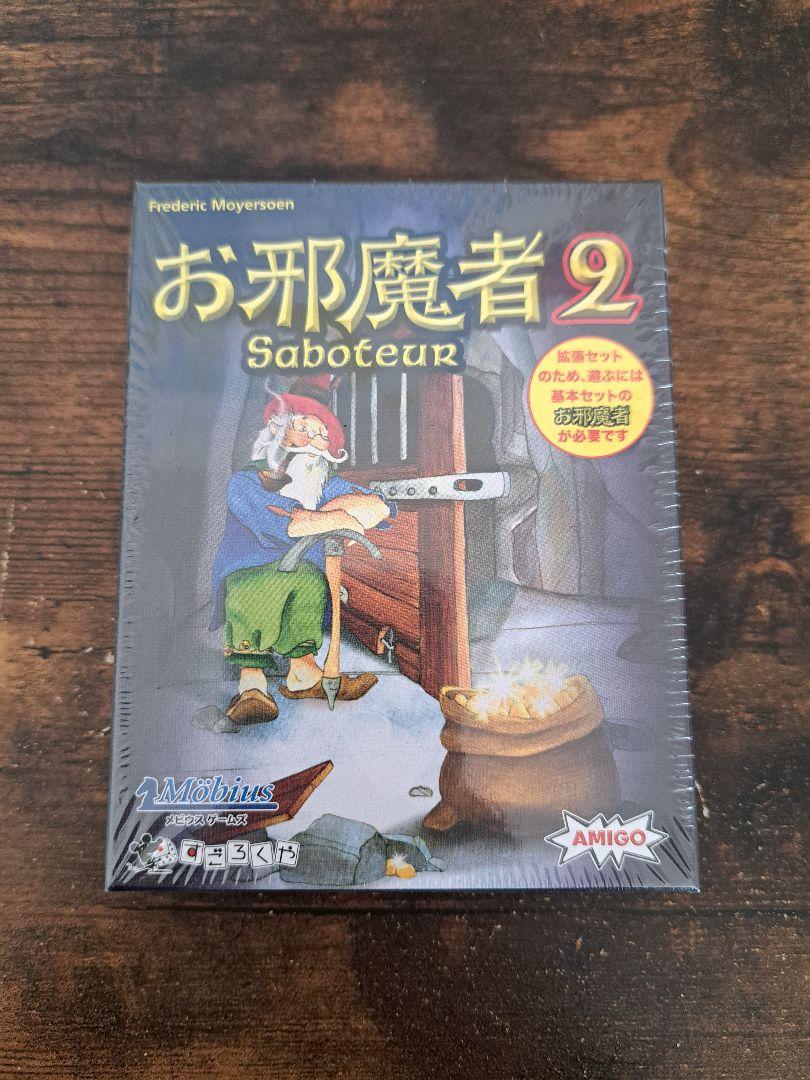 Frederic Moyersoen
お邪魔者2
Saboteur
拡張セット
のため、遊ぶには
基本セットの
お邪魔者
が必要です
Möbius
メビウス ゲームズ
すごろくや
AMIGO